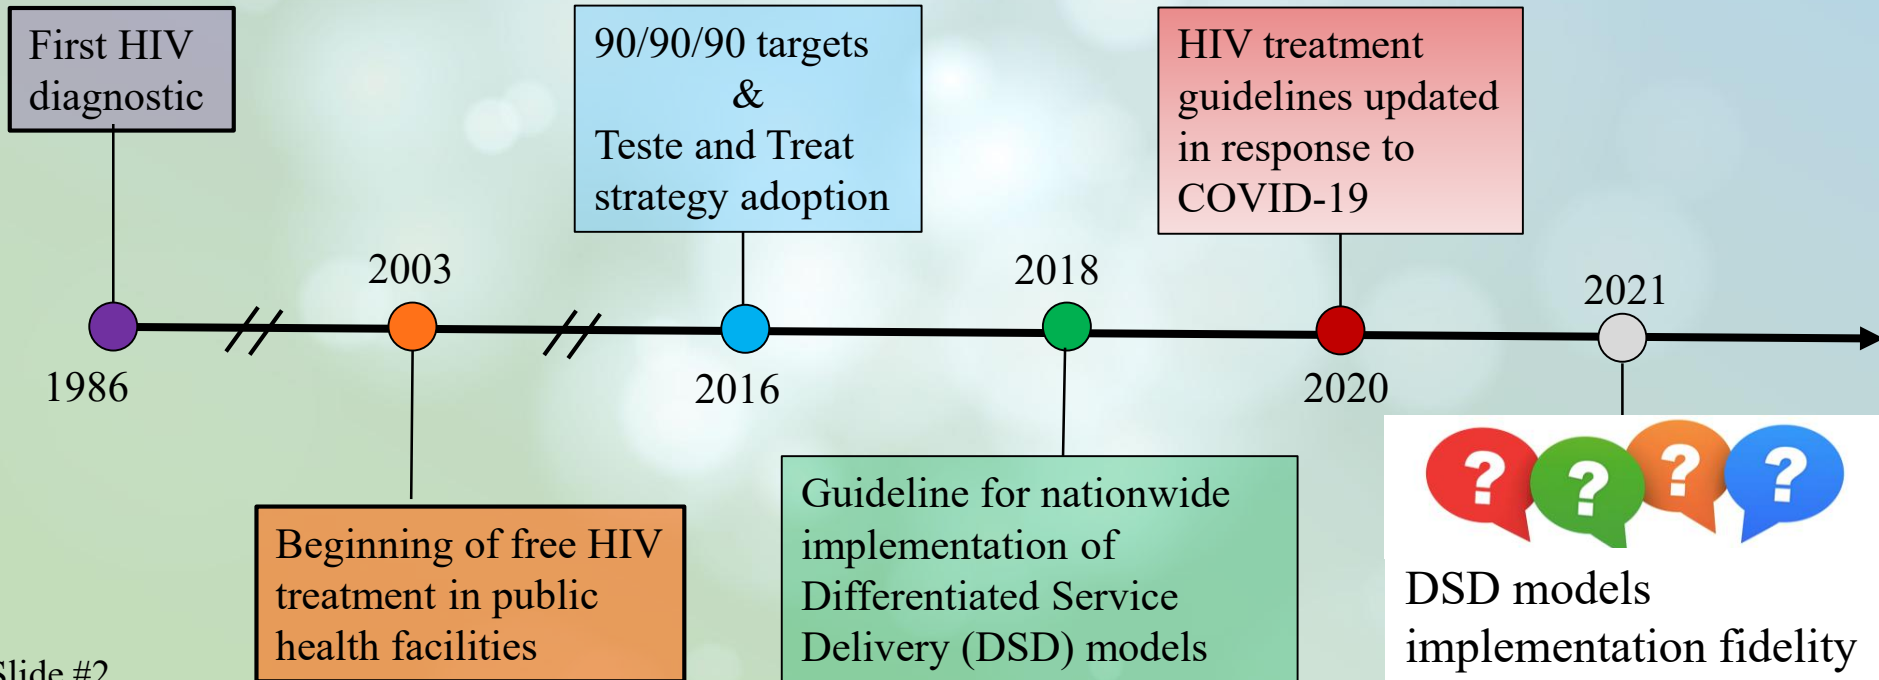 First HIV
diagnostic
90/90/90 targets
&
Teste and Treat
strategy adoption
HIV treatment
guidelines updated
in response to
COVID-19
2003
2018
2021
1986
2016
2020
Beginning of free HIV
treatment in public
health facilities
Guideline for nationwide
implementation of
Differentiated Service
Delivery (DSD) models
? ? ? ?
DSD models
implementation fidelity
Slide #2